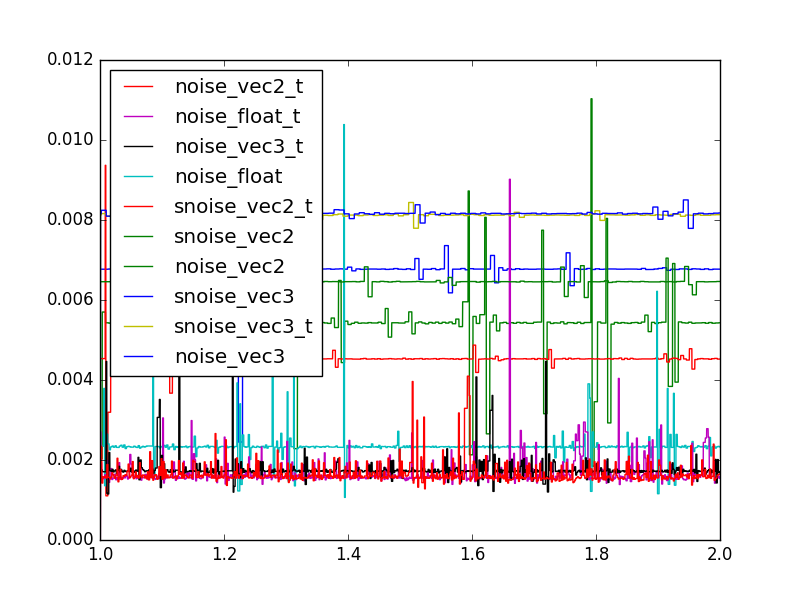 0.012
0.010
0.008
0.006
0.004
0.002
0.000
noise_vec2_t
noise_float_t
noise_vec3_t
noise_float
snoise_vec2_t
snoise_vec2
noise_vec2
snoise_vec3
snoise_vec3_t
noise_vec3
1.0 1.2 1.4 1.6 1.8 2.0